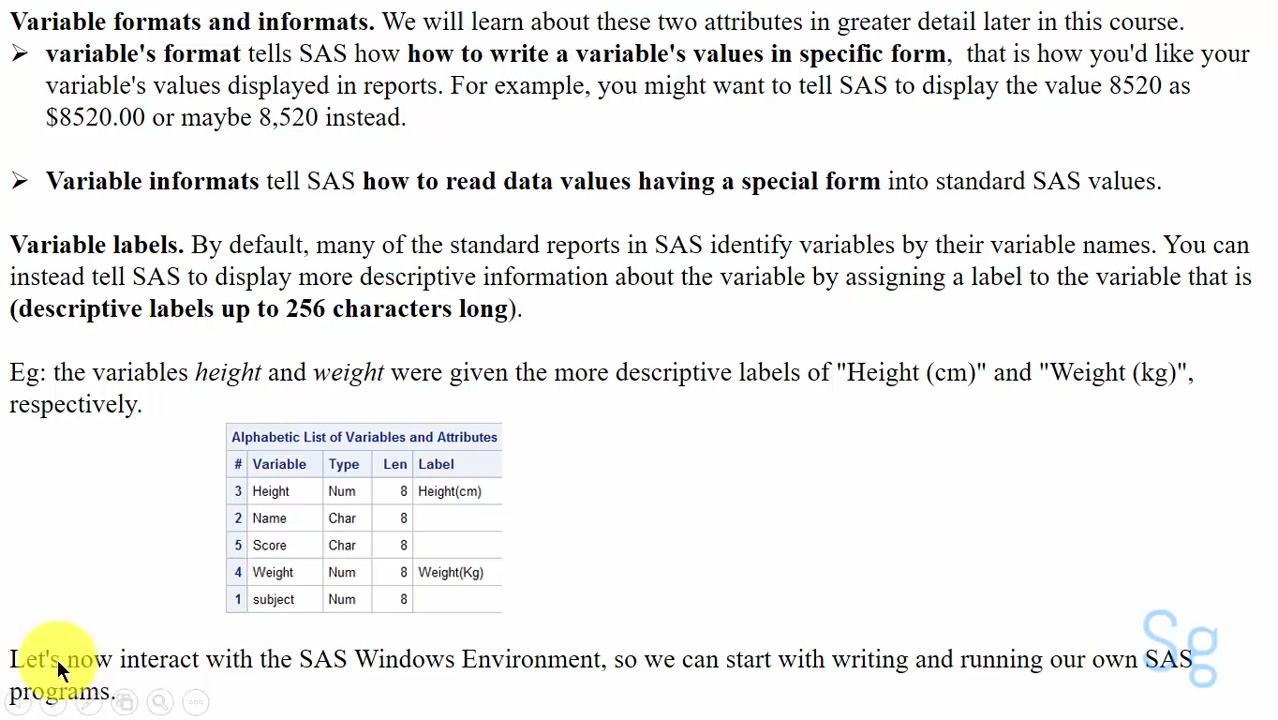 Variable formats and informats. We will learn about these two attributes in greater detail later in this course.
➢ variable's format tells SAS how how to write a variable's values in specific form, that is how you'd like your
variable's values displayed in reports. For example, you might want to tell SAS to display the value 8520 as
$8520.00 or maybe 8,520 instead.
➢ Variable informats tell SAS how to read data values having a special form into standard SAS values.
Variable labels. By default, many of the standard reports in SAS identify variables by their variable names. You can
instead tell SAS to display more descriptive information about the variable by assigning a label to the variable that is
(descriptive labels up to 256 characters long).
Eg: the variables height and weight were given the more descriptive labels of "Height (cm)" and "Weight (kg)",
respectively.
Alphabetic List of Variables and Attributes
# Variable Type Len Label
3 Height Num 8 Height(cm)
2 Name Char 8
5 Score Char 8
4 Weight Num 8 Weight(Kg)
1 subject Num 8
Let's now interact with the SAS Windows Environment, so we can start with writing and running our own SAS
programs.
Sg